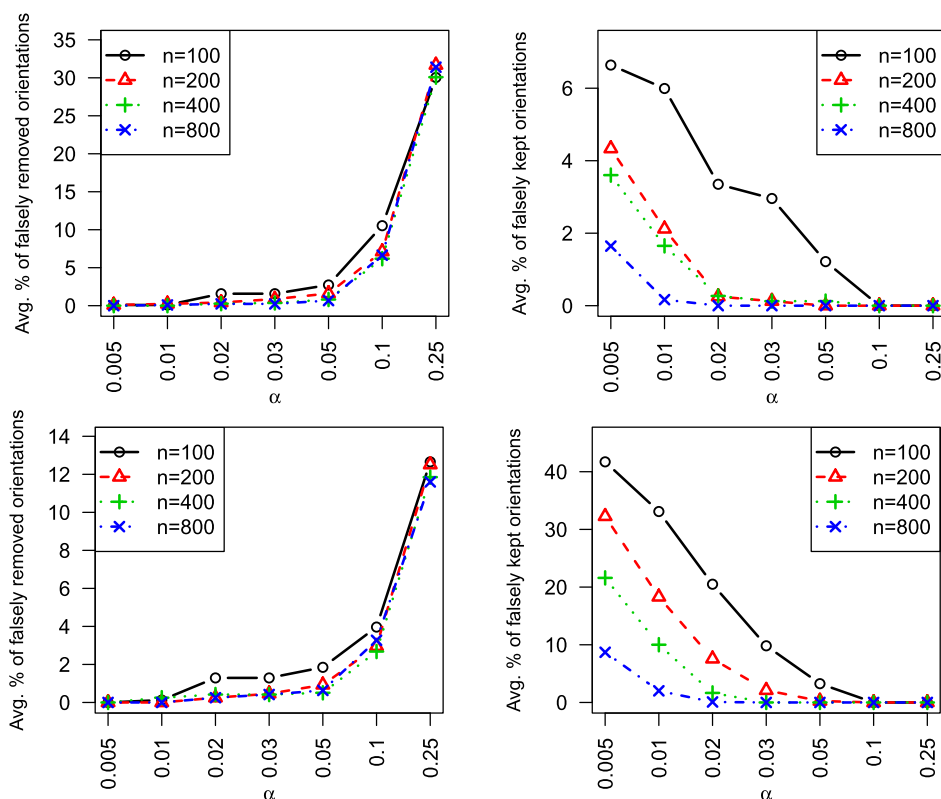 Avg. % of falsely removed orientations
35
30
25
20
15
10
5
0
n=100
n=200
n=400
n=800
0.005
0.01
0.02
0.03
0.05
0.1
0.25
α
Avg. % of falsely kept orientations
6
4
2
0
n=100
n=200
n=400
n=800
0.005
0.01
0.02
0.03
0.05
0.1
0.25
α
Avg. % of falsely removed orientations
14
12
10
8
6
4
2
0
n=100
n=200
n=400
n=800
0.005
0.01
0.02
0.03
0.05
0.1
0.25
α
Avg. % of falsely kept orientations
40
30
20
10
0
n=100
n=200
n=400
n=800
0.005
0.01
0.02
0.03
0.05
0.1
0.25
α